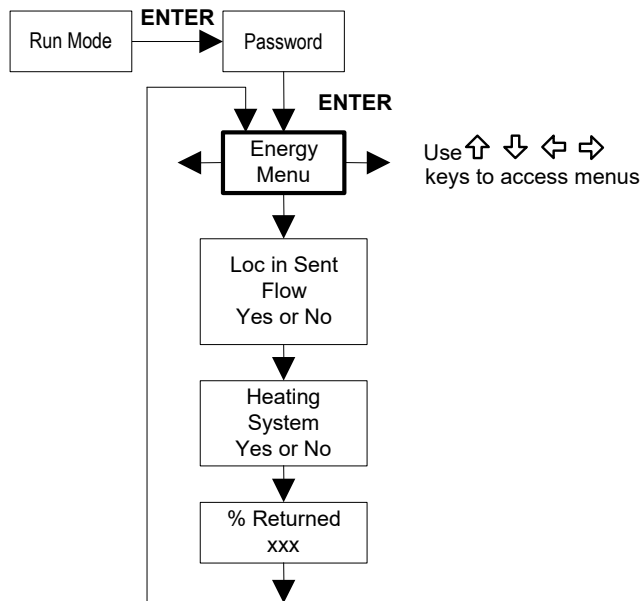 ENTER
Run Mode
Password
ENTER
Energy
Menu
Use ⇧ ⇩ ⇦ ⇨
keys to access menus
Loc in Sent
Flow
Yes or No
Heating
System
Yes or No
% Returned
xxx